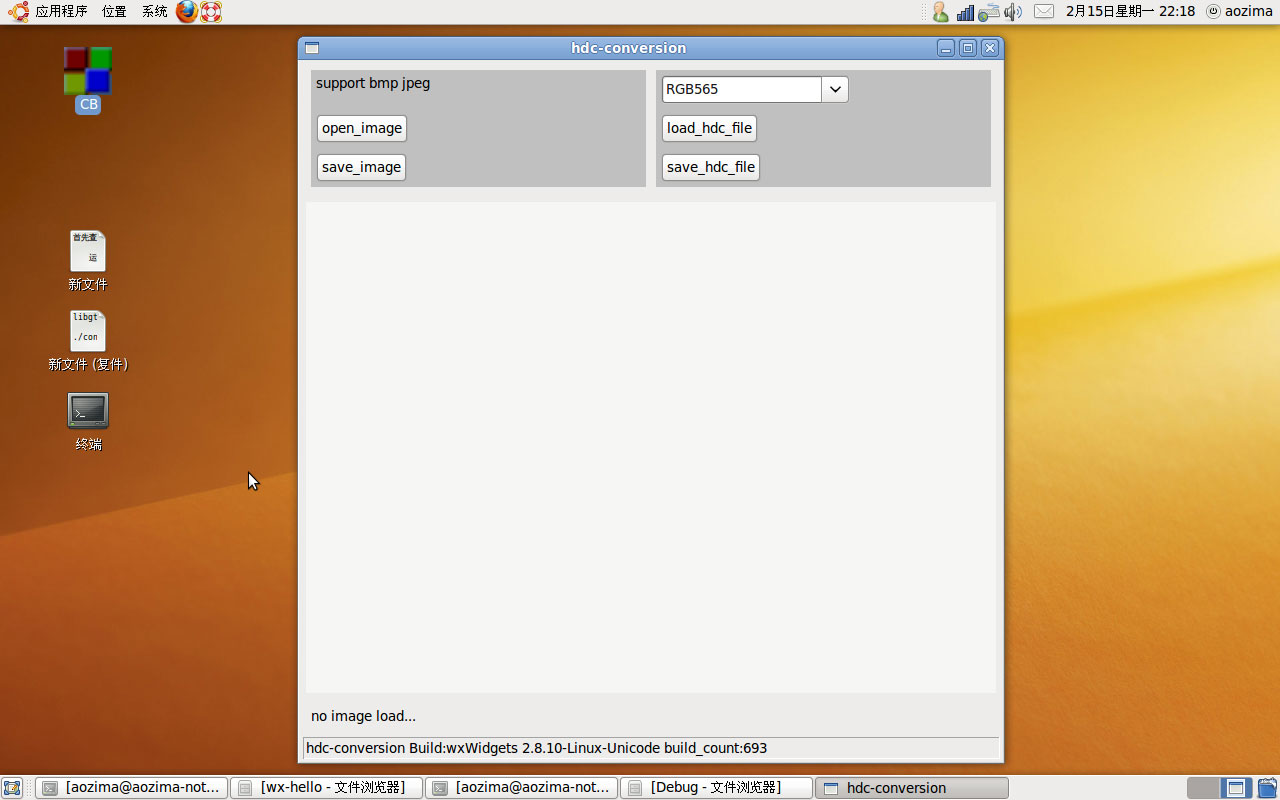 应用程序 位置 系统 2月15日星期一 22:18 aozima
CB
首先查
运
新文件
libgt
./con
新文件 (复件)
终端
hdc-conversion
support bmp jpeg
open_image
save_image
RGB565
load_hdc_file
save_hdc_file
no image load...
hdc-conversion Build:wxWidgets 2.8.10-Linux-Unicode build_count:693
[aozima@aozima-not... [wx-hello - 文件浏览器] [aozima@aozima-not... [Debug - 文件浏览器] hdc-conversion